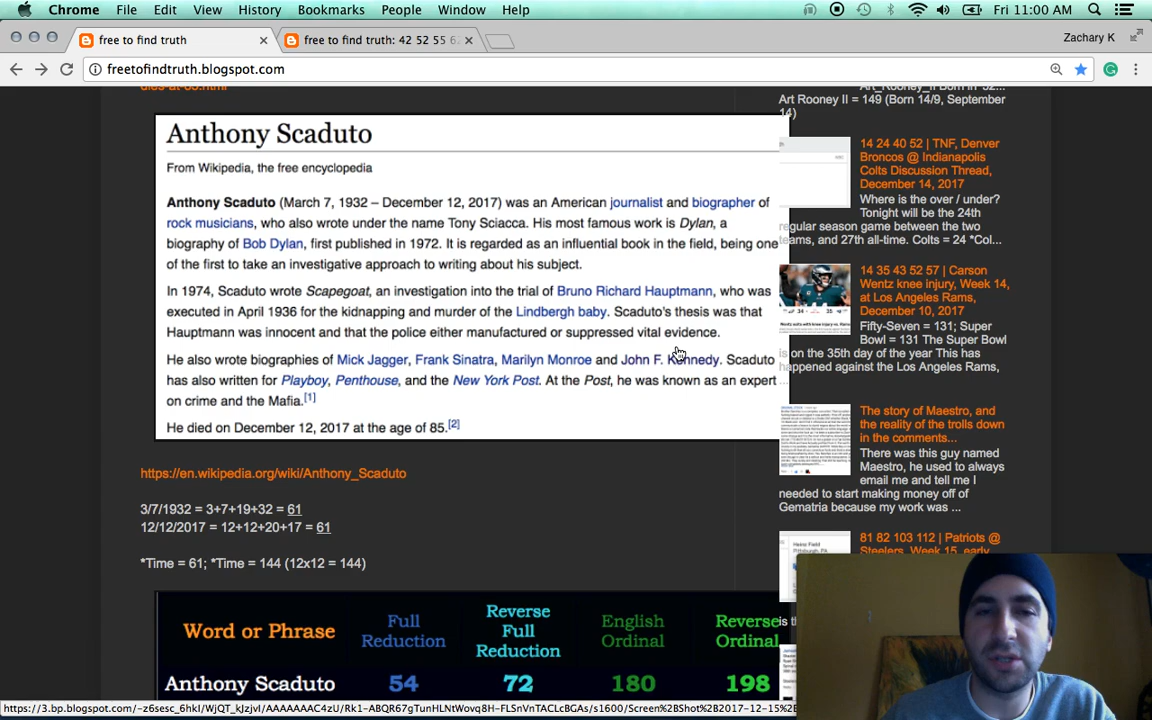 Chrome File Edit View History Bookmarks People Window Help Fri 11:00 AM
free to find truth
free to find truth: 42 52 55 6
Zachary K
freetofindtruth.blogspot.com
dies-at-85.html
Anthony Scaduto
From Wikipedia, the free encyclopedia
Anthony Scaduto (March 7, 1932 – December 12, 2017) was an American journalist and biographer of
rock musicians, who also wrote under the name Tony Sciacca. His most famous work is Dylan, a
biography of Bob Dylan, first published in 1972. It is regarded as an influential book in the field, being one
of the first to take an investigative approach to writing about his subject.
In 1974, Scaduto wrote Scapegoat, an investigation into the trial of Bruno Richard Hauptmann, who was
executed in April 1936 for the kidnapping and murder of the Lindbergh baby. Scaduto's thesis was that
Hauptmann was innocent and that the police either manufactured or suppressed vital evidence.
He also wrote biographies of Mick Jagger, Frank Sinatra, Marilyn Monroe and John F. Kennedy. Scaduto
has also written for Playboy, Penthouse, and the New York Post. At the Post, he was known as an expert
on crime and the Mafia.[1]
He died on December 12, 2017 at the age of 85.[2]
https://en.wikipedia.org/wiki/Anthony_Scaduto
3/7/1932 = 3+7+19+32 = 61
12/12/2017 = 12+12+20+17 = 61
*Time = 61; *Time = 144 (12x12 = 144)
Word or Phrase
Full
Reduction
Reverse
Full
Reduction
English
Ordinal
Reverse
Ordinal
Anthony Scaduto 54 72 180 198
Art_Rooney_II Born in '52...
Art Rooney II = 149 (Born 14/9, September
14)
14 24 40 52 | TNF, Denver
Broncos @ Indianapolis
Colts Discussion Thread,
December 14, 2017
Where is the over / under?
Tonight will be the 24th
regular season game between the two
teams, and 27th all-time. Colts = 24 *Col...
14 35 43 52 57 | Carson
Wentz knee injury, Week 14,
at Los Angeles Rams,
December 10, 2017
Fifty-Seven = 131; Super
Bowl = 131 The Super Bowl
is on the 35th day of the year This has
happened against the Los Angeles Rams,
...
The story of Maestro, and
the reality of the trolls down
in the comments...
There was this guy named
Maestro, he used to always
email me and tell me I
needed to start making money off of
Gematria because my work was ...
81 82 103 112 | Patriots @
Steelers, Week 15, early